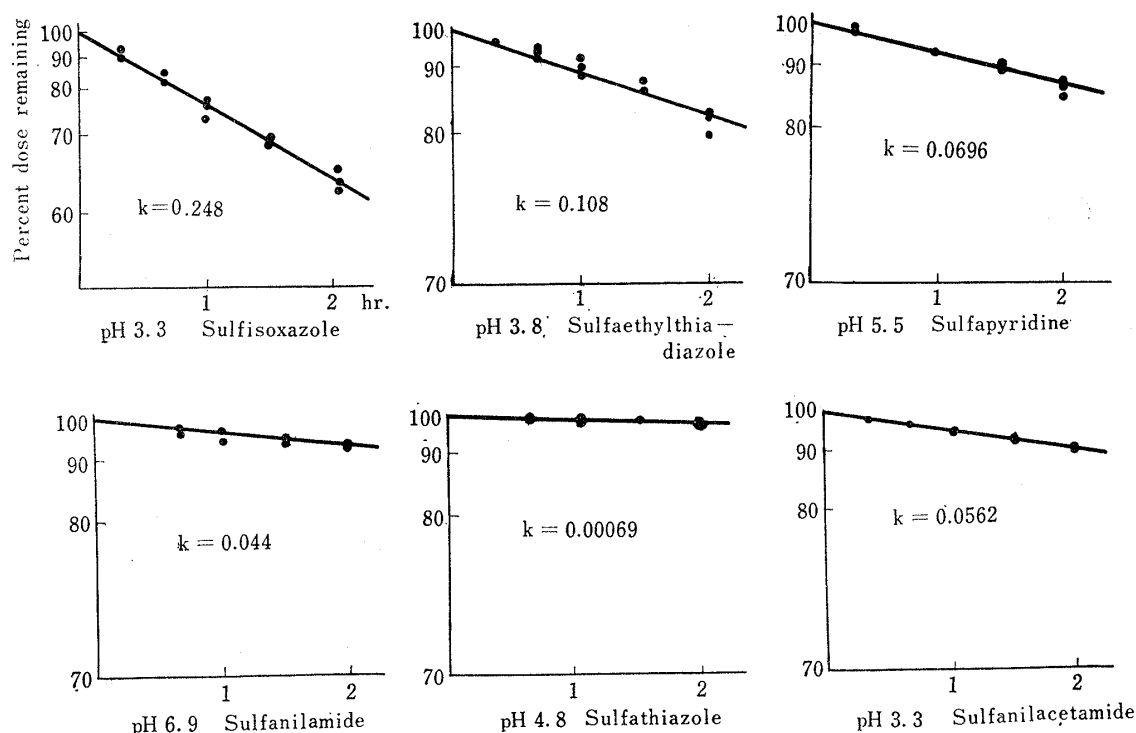 Percent dose remaining
100
90
80
70
60
k=0.248
1
2
hr.
pH 3.3 Sulfisoxazole
100
90
80
70
k = 0.108
1
2
pH 3.8 Sulfaethylthia-
diazole
100
90
80
70
k = 0.0696
1
2
pH 5.5 Sulfapyridine
100
90
80
70
k = 0.044
1
2
pH 6.9 Sulfanilamide
100
90
80
70
k = 0.00069
1
2
pH 4.8 Sulfathiazole
100
90
80
70
k = 0.0562
1
2
pH 3.3 Sulfanilacetamide